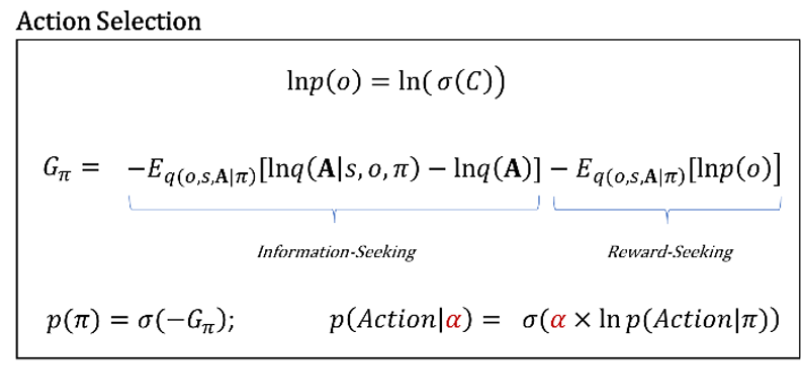 Action Selection
lnp(o) = ln(σ(C))
G_π = −E_{q(o,s,𝐀|π)}[lnq(𝐀|s, o, π) − lnq(𝐀)] − E_{q(o,s,𝐀|π)}[lnp(o)]
Information-Seeking Reward-Seeking
p(π) = σ(−G_π); p(Action|α) = σ(α × ln p(Action|π))